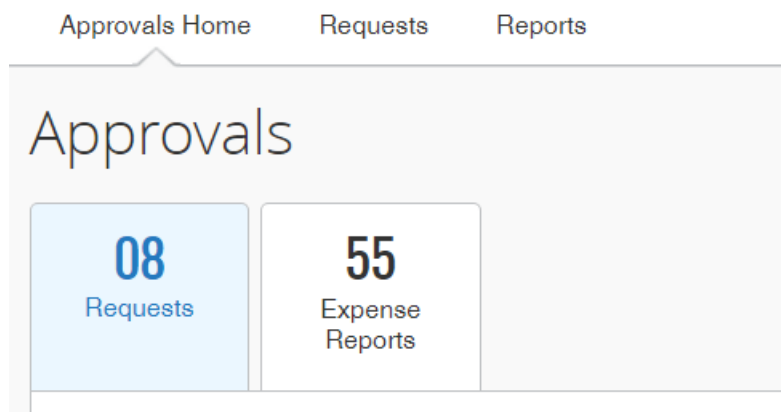 Approvals Home Requests Reports
Approvals
08 55
Requests Expense
Reports